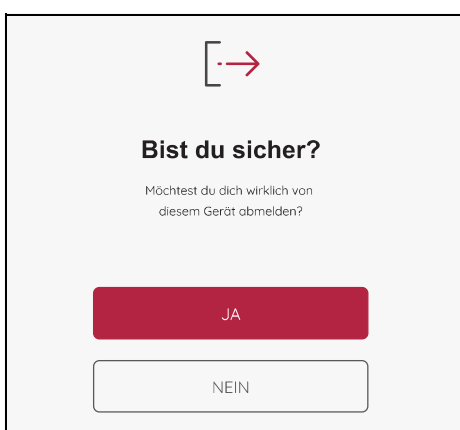 Bist du sicher?
Möchtest du dich wirklich von
diesem Gerät abmelden?
JA
NEIN